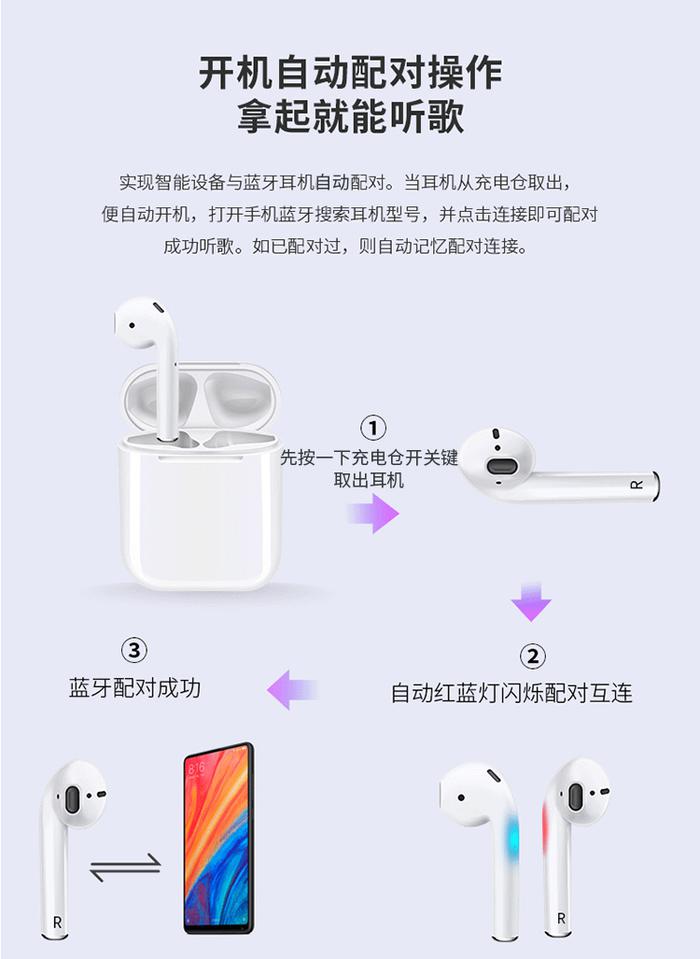 开机自动配对操作
拿起就能听歌
实现智能设备与蓝牙耳机自动配对。当耳机从充电仓取出，
便自动开机，打开手机蓝牙搜索耳机型号，并点击连接即可配对
成功听歌。如已配对过，则自动记忆配对连接。
①
先按一下充电仓开关键
取出耳机
R
③
蓝牙配对成功
②
自动红蓝灯闪烁配对互连
8:16
R
R